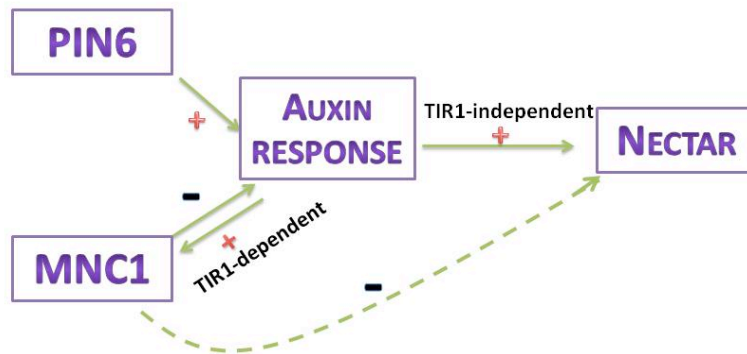 PIN6
AUXIN
RESPONSE
TIR1-independent
+
NECTAR
+
-
+
TIR1-dependent
MNC1
-